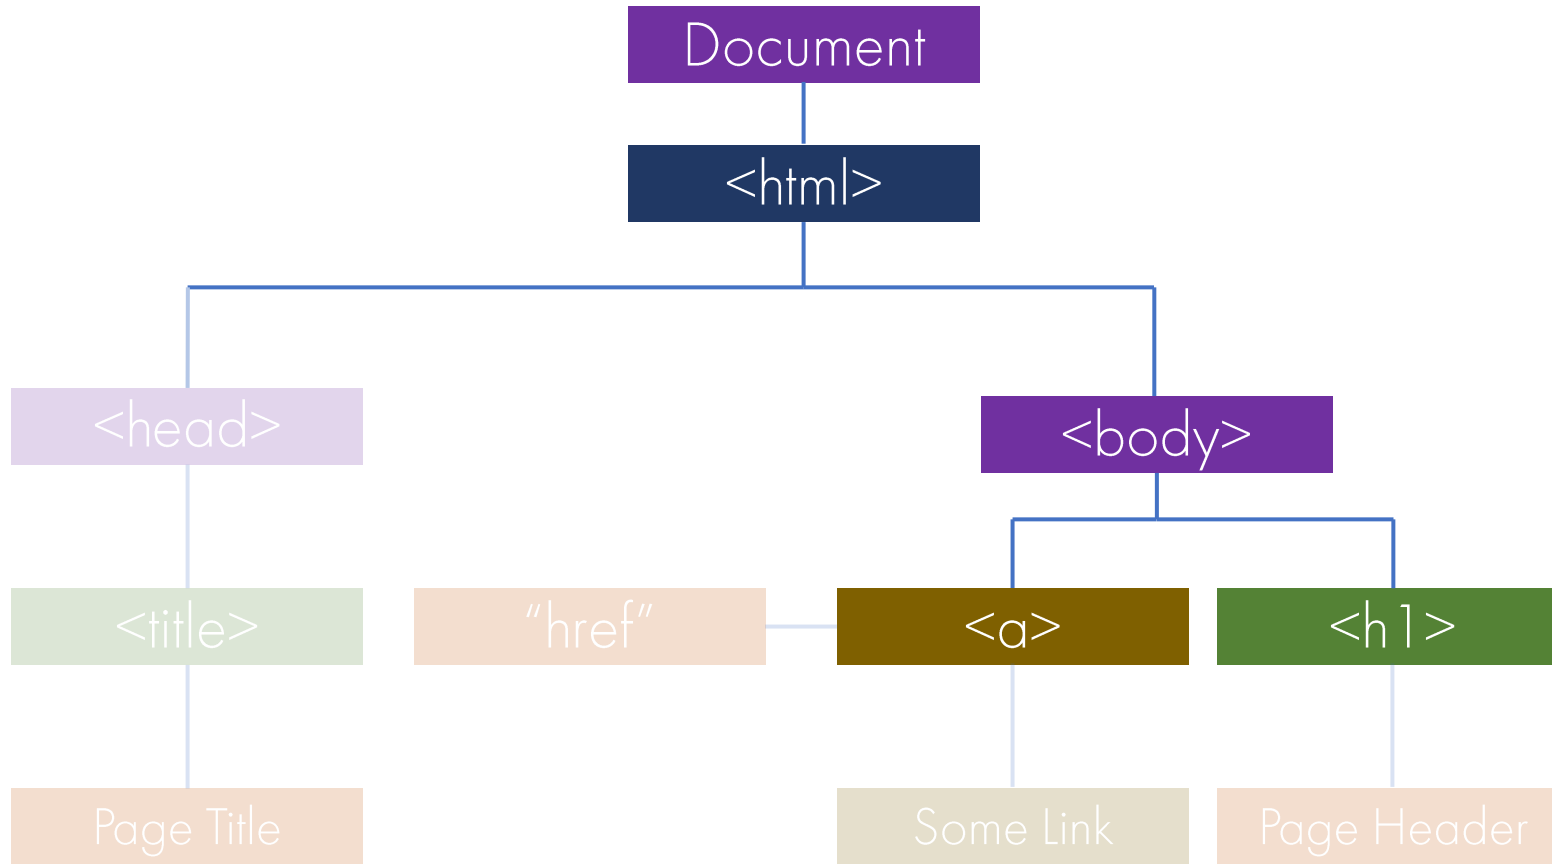 Document
<html>
<head>
<body>
<title>
“href”
<a>
<h1>
Page Title
Some Link
Page Header